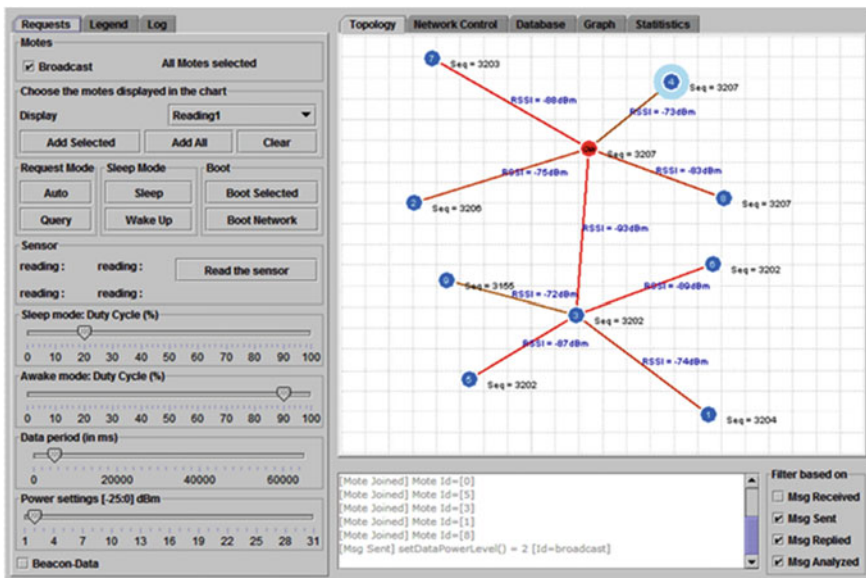 Requests Legend Log
Motes
Broadcast All Motes selected
Choose the motes displayed in the chart
Display Reading1
Add Selected Add All Clear
Request Mode Sleep Mode Boot
Auto Sleep Boot Selected
Query Wake Up Boot Network
Sensor
reading : reading : Read the sensor
reading : reading :
Sleep mode: Duty Cycle (%)
0 10 20 30 40 50 60 70 80 90 100
Awake mode: Duty Cycle (%)
0 10 20 30 40 50 60 70 80 90 100
Data period (in ms)
0 20000 40000 60000
Power settings [-25:0] dBm
1 4 7 10 13 16 19 22 25 28 31
Beacon-Data
Topology Network Control Database Graph Statitistics
7 Seq = 3203
4 Seq = 3207
RSSI = -88dBm
RSSI = -73dBm
Seq = 3207
RSSI = -75dBm
RSSI = -83dBm
2 Seq = 3206
8 Seq = 3207
RSSI = -93dBm
6 Seq = 3202
9 Seq = 3155
RSSI = -72dBm
RSSI = -89dBm
3 Seq = 3202
RSSI = -87dBm
RSSI = -74dBm
5 Seq = 3202
1 Seq = 3204
[Mote Joined] Mote Id=[0]
[Mote Joined] Mote Id=[5]
[Mote Joined] Mote Id=[3]
[Mote Joined] Mote Id=[1]
[Mote Joined] Mote Id=[8]
[Msg Sent] setDataPowerLevel() = 2 [Id=broadcast]
Filter based on
Msg Received
Msg Sent
Msg Replied
Msg Analyzed